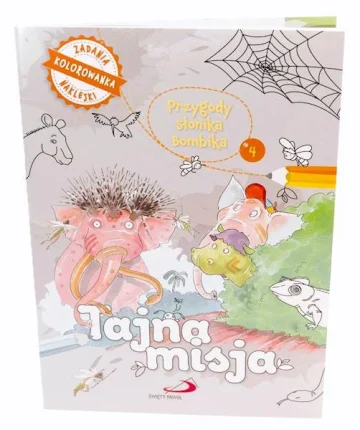 ZADANIA
KOLOROWANKA
NAKLEJKI
Przygody
słonika
Bombika
4
Tajna
misja
ŚWIĘTY PAWEŁ